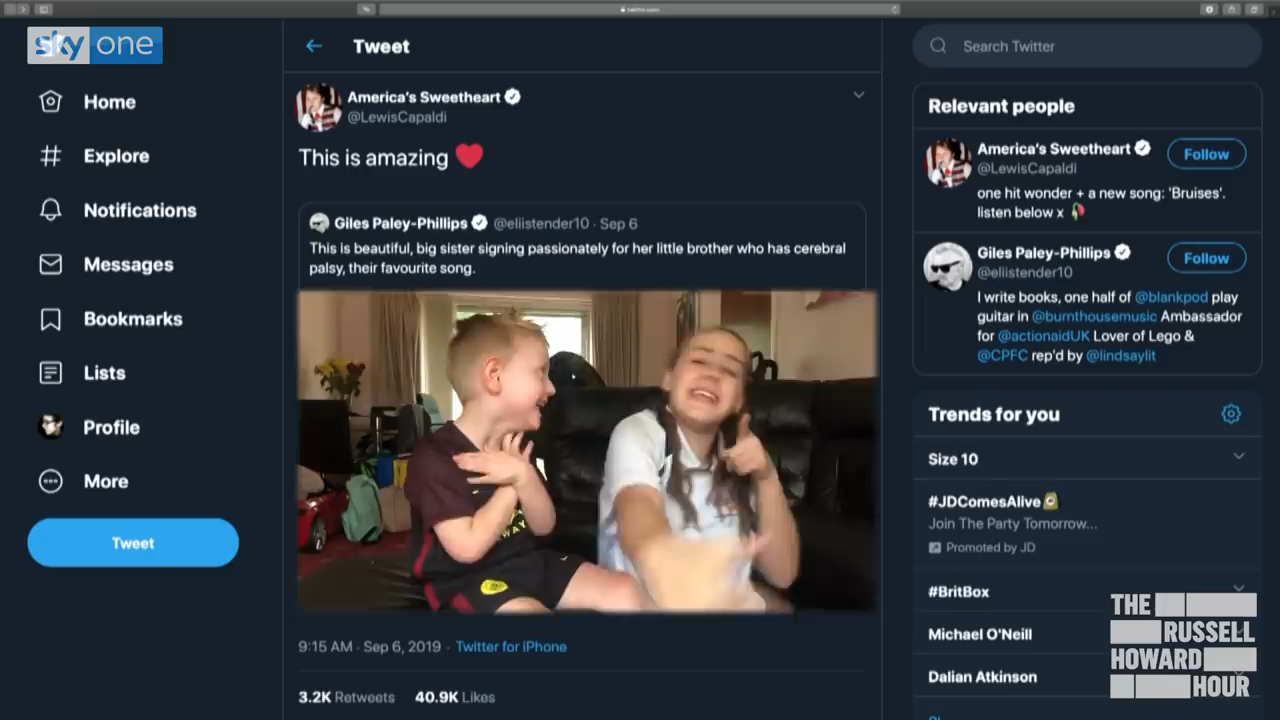 twitter.com
sky one
Home
Explore
Notifications
Messages
Bookmarks
Lists
Profile
More
Tweet
Tweet
America's Sweetheart
@LewisCapaldi
This is amazing ❤️
Giles Paley-Phillips @eliistender10 · Sep 6
This is beautiful, big sister signing passionately for her little brother who has cerebral
palsy, their favourite song.
9:15 AM · Sep 6, 2019 · Twitter for iPhone
3.2K Retweets 40.9K Likes
Search Twitter
Relevant people
America's Sweetheart
@LewisCapaldi
Follow
one hit wonder + a new song: 'Bruises'.
listen below x 🥀
Giles Paley-Phillips
@eliistender10
Follow
I write books, one half of @blankpod play
guitar in @burnthousemusic Ambassador
for @actionaidUK Lover of Lego &
@CPFC rep'd by @lindsaylit
Trends for you
Size 10
#JDComesAlive
Join The Party Tomorrow...
Promoted by JD
#BritBox
Michael O'Neill
Dalian Atkinson
THE
RUSSELL
HOWARD
HOUR